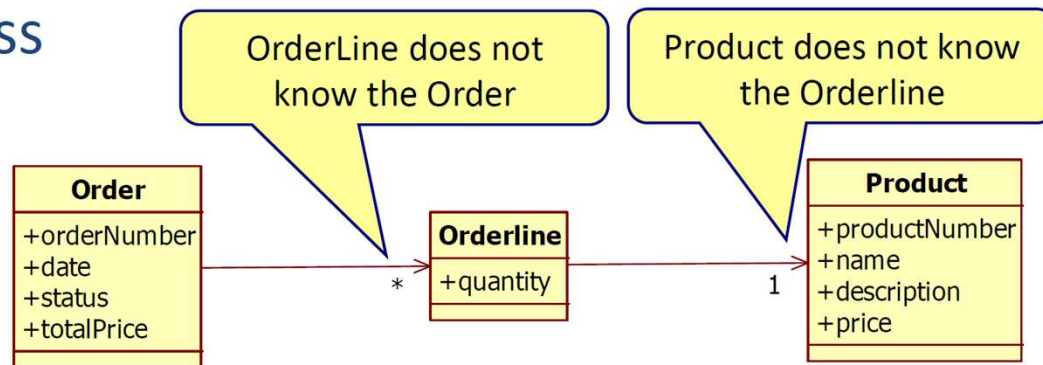 ss
OrderLine does not
know the Order
Product does not know
the Orderline
Order
+orderNumber
+date
+status
+totalPrice
*
Orderline
+quantity
1
Product
+productNumber
+name
+description
+price